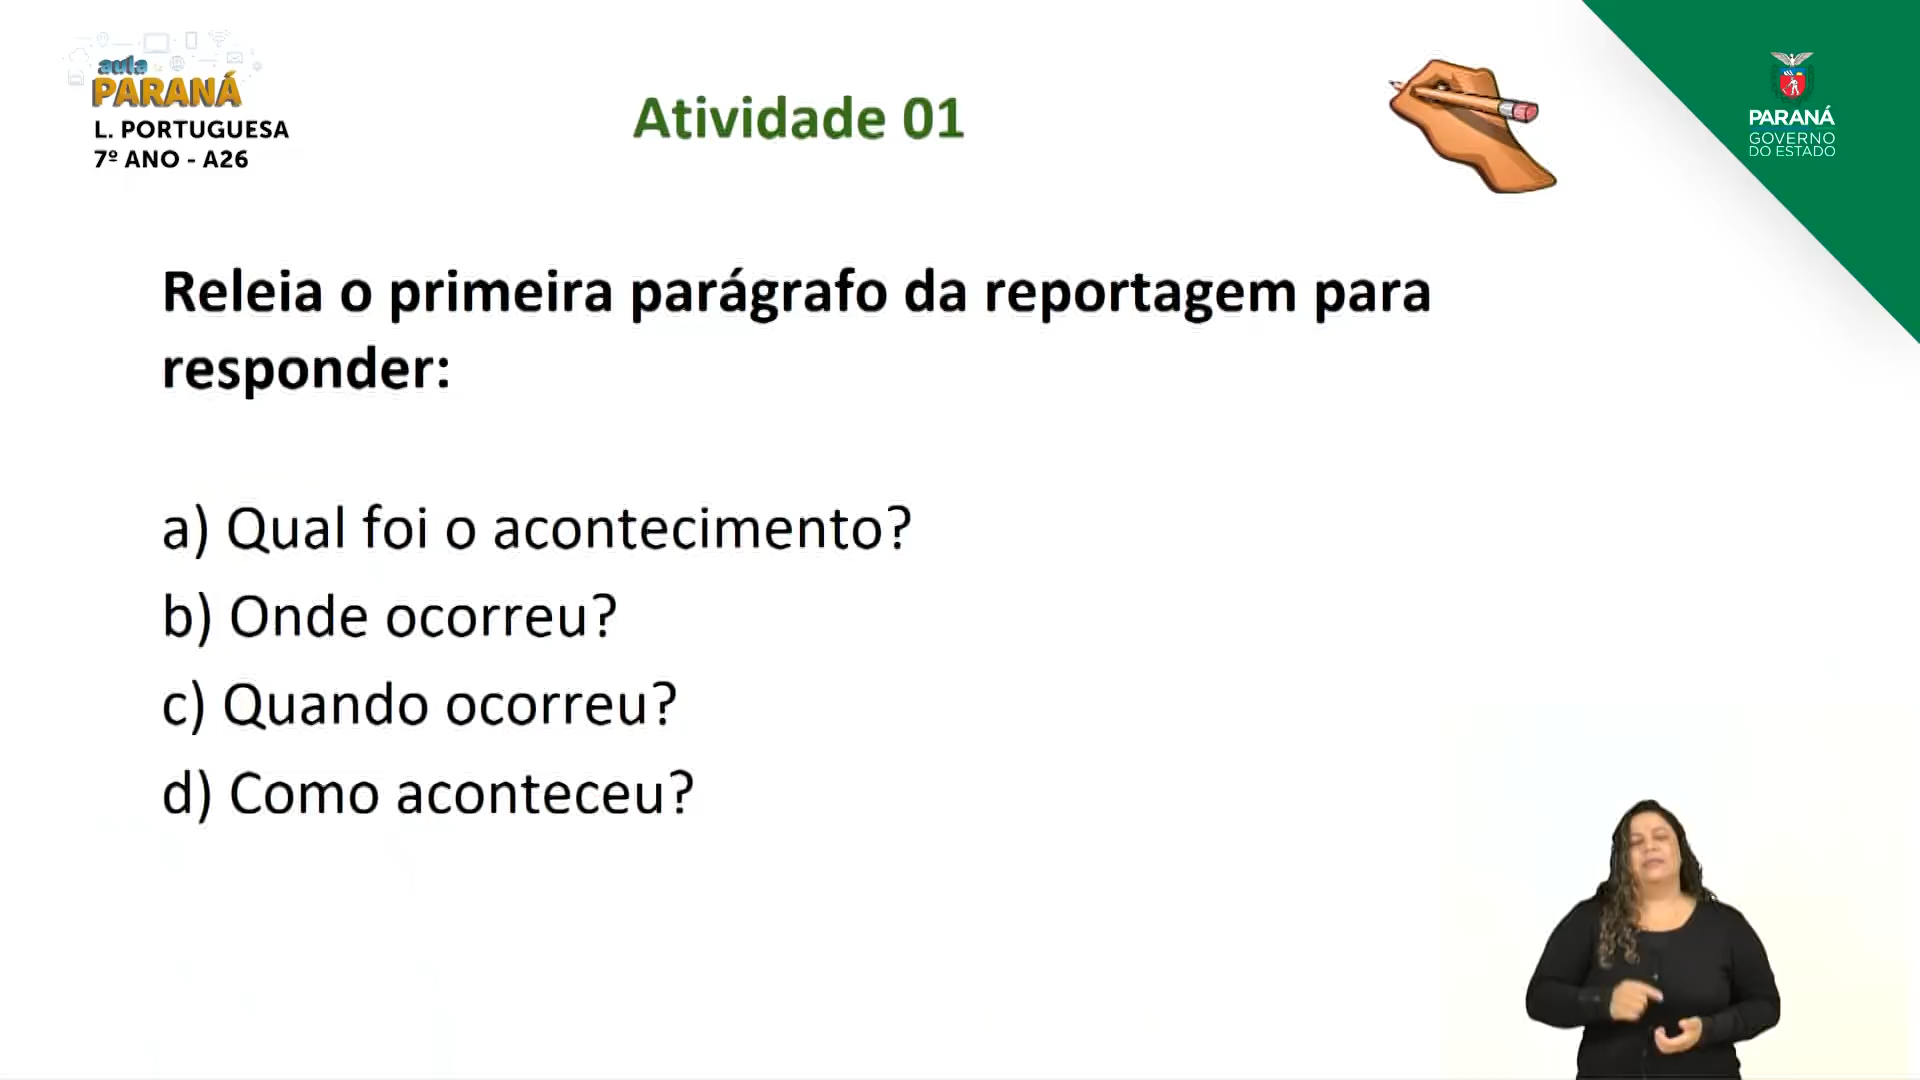 aula
PARANÁ
L. PORTUGUESA
7º ANO - A26
Atividade 01
PARANÁ
GOVERNO
DO ESTADO
Releia o primeira parágrafo da reportagem para
responder:
a) Qual foi o acontecimento?
b) Onde ocorreu?
c) Quando ocorreu?
d) Como aconteceu?